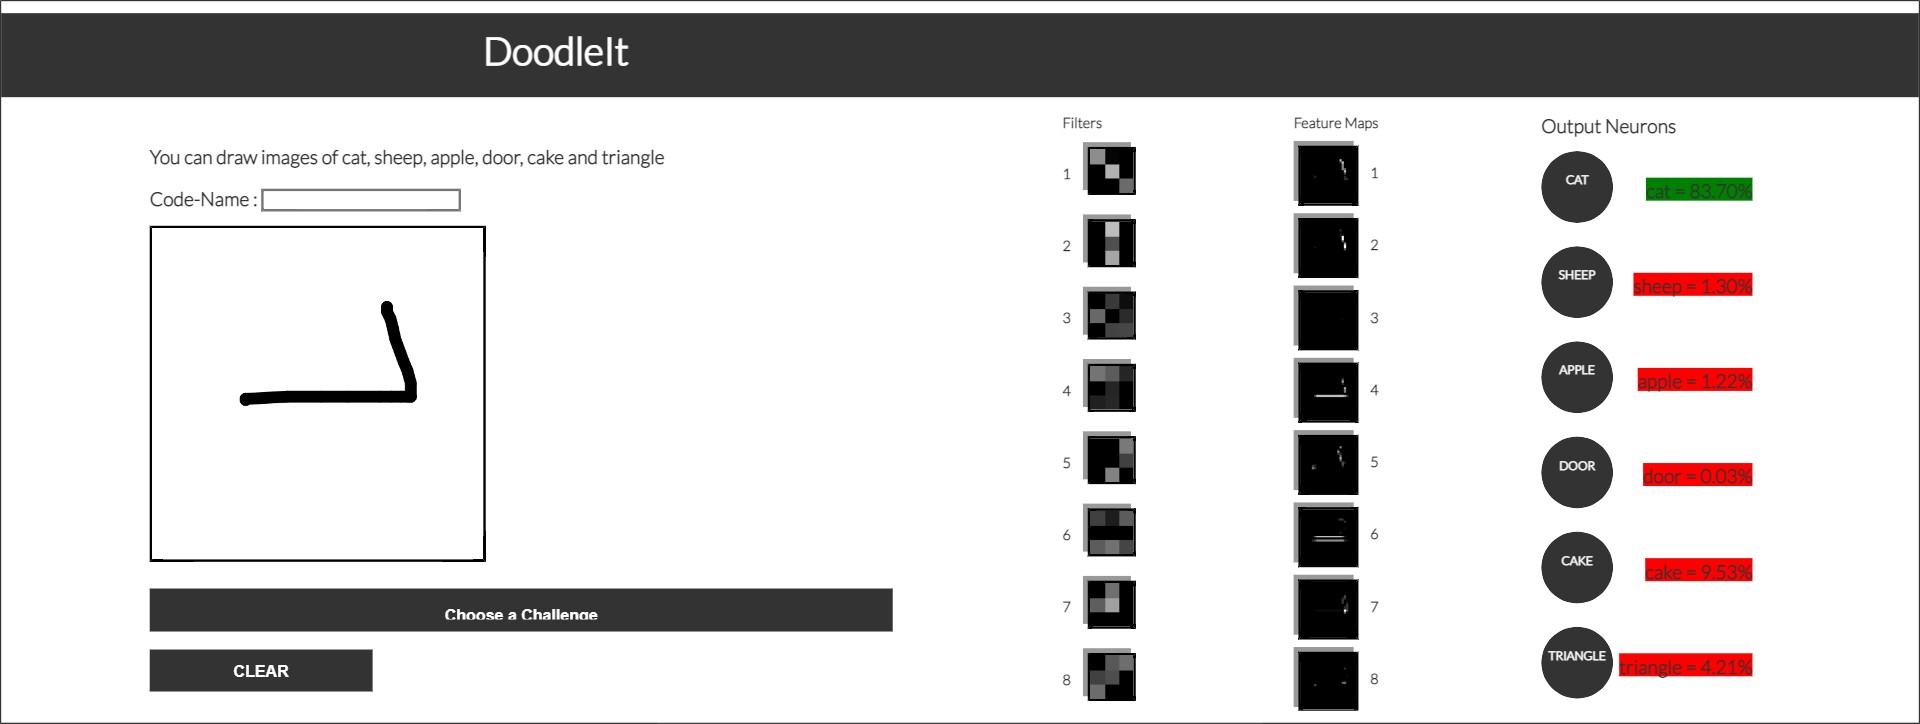 DoodleIt
You can draw images of cat, sheep, apple, door, cake and triangle
Code-Name :
Choose a Challenge
CLEAR
Filters
1
2
3
4
5
6
7
8
Feature Maps
1
2
3
4
5
6
7
8
Output Neurons
CAT
cat = 83.70%
SHEEP
sheep = 1.30%
APPLE
apple = 1.22%
DOOR
door = 0.03%
CAKE
cake = 9.53%
TRIANGLE
triangle = 4.21%